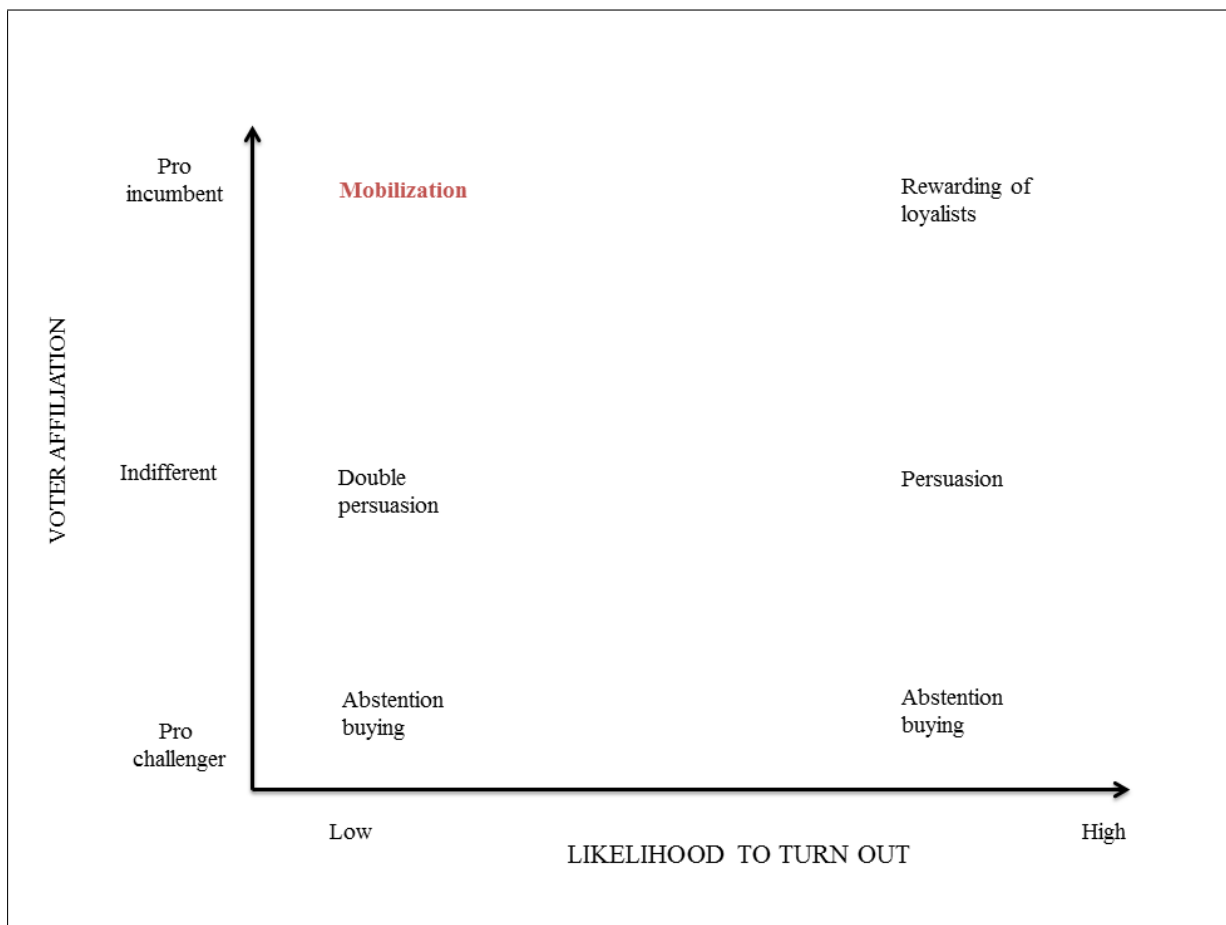 Pro
incumbent
Mobilization
Rewarding of
loyalists
VOTER AFFILIATION
Indifferent
Double
persuasion
Persuasion
Abstention
buying
Abstention
buying
Pro
challenger
Low
High
LIKELIHOOD TO TURN OUT